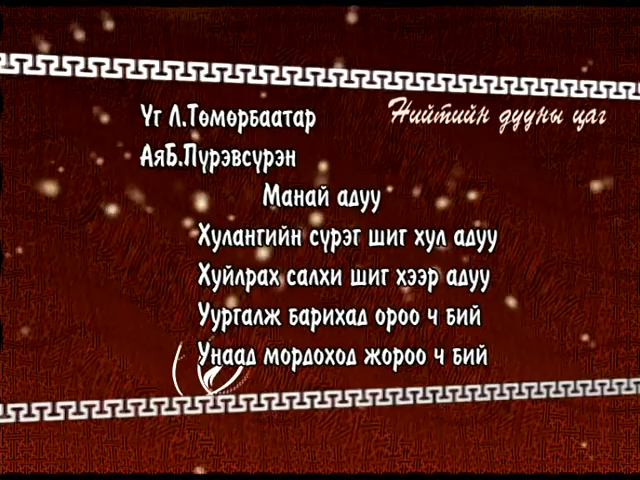 Нийтийн дууны цаг
Үг Л.Төмөрбаатар
АяБ.Пүрэвсүрэн
Манай адуу
Хулангийн сүрэг шиг хул адуу
Хуйлрах салхи шиг хээр адуу
Уургалж барихад ороо ч бий
Унаад мордоход жороо ч бий